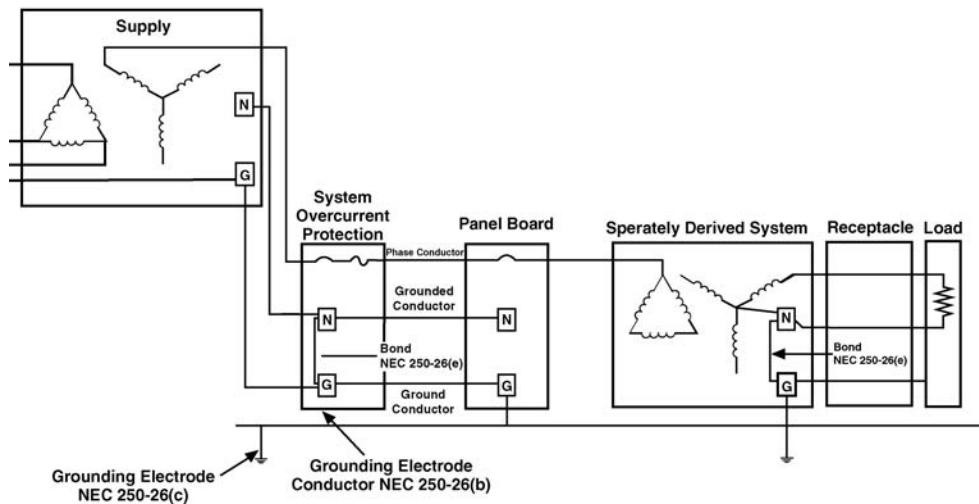 Supply
N
G
System
Overcurrent
Protection
Panel Board
Sperately Derived System
Receptacle
Load
Phase Conductor
Grounded
Conductor
N
N
N
Bond
NEC 250-26(e)
Bond
NEC 250-26(e)
G
G
G
Ground
Conductor
Grounding Electrode
NEC 250-26(c)
Grounding Electrode
Conductor NEC 250-26(b)